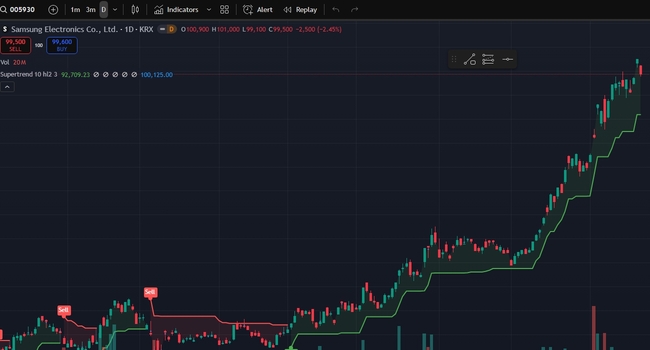 005930 1m 3m D Indicators Alert Replay
S Samsung Electronics Co., Ltd. · 1D · KRX D O100,900 H101,000 L99,100 C99,500 −2,500 (−2.45%)
99,500 SELL 100 99,600 BUY
Vol 20M
Supertrend 10 hl2 3 92,709.23 ∅ ∅ ∅ ∅ ∅ 100,125.00
Sell
Sell